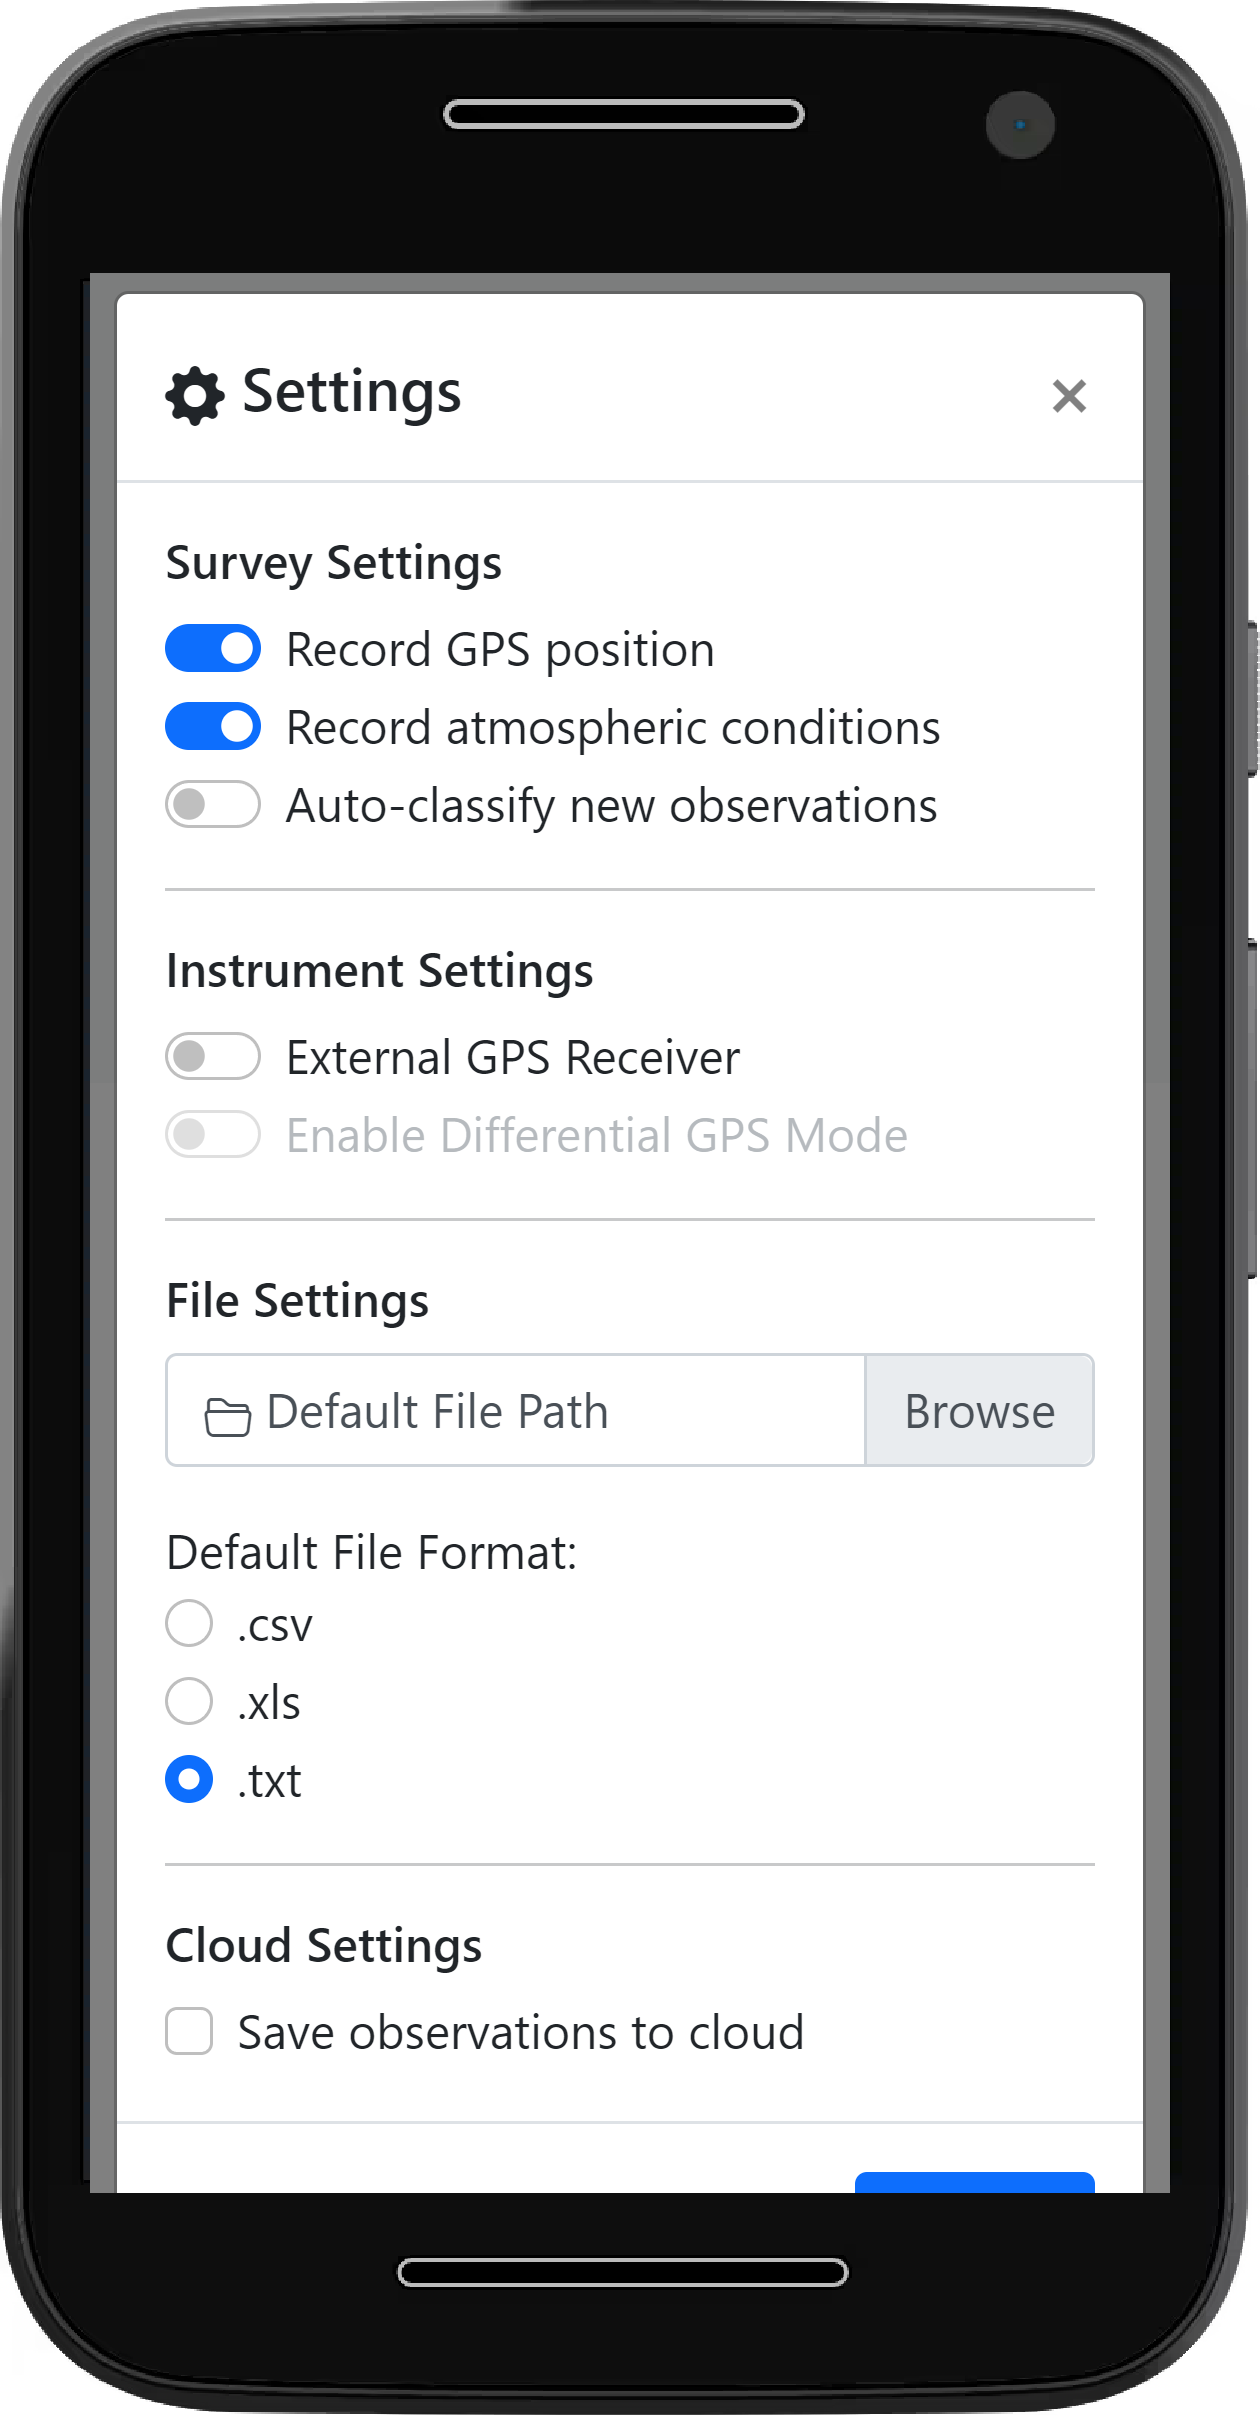 Settings
Survey Settings
Record GPS position
Record atmospheric conditions
Auto-classify new observations
Instrument Settings
External GPS Receiver
Enable Differential GPS Mode
File Settings
Default File Path Browse
Default File Format:
.csv
.xls
.txt
Cloud Settings
Save observations to cloud